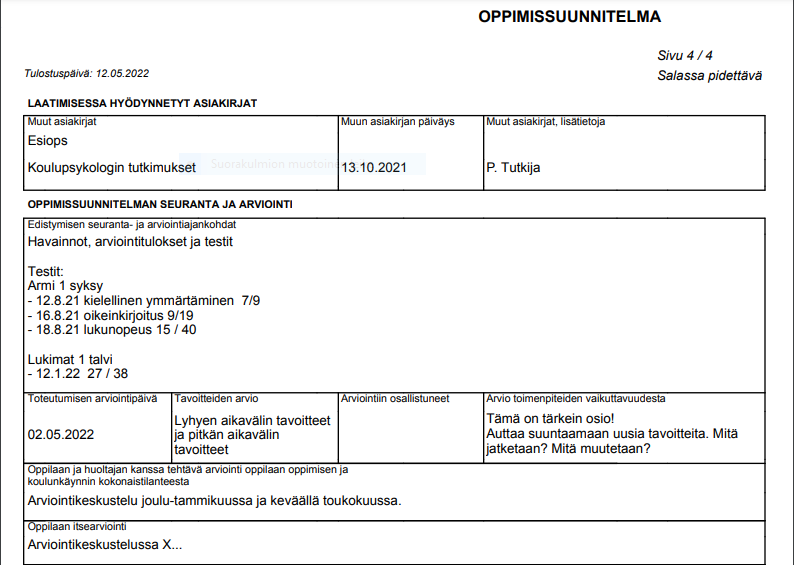 OPPIMISSUUNNITELMA
Sivu 4 / 4
Tulostuspäivä: 12.05.2022
Salassa pidettävä
LAATIMISESSA HYÖDYNNETYT ASIAKIRJAT
Muut asiakirjat
Muun asiakirjan päiväys
Muut asiakirjat, lisätietoja
Esiops
Suorakulmion muotoinen
Koulupsykologin tutkimukset
13.10.2021
P. Tutkija
OPPIMISSUUNNITELMAN SEURANTA JA ARVIOINTI
Edistymisen seuranta- ja arviointiajankohdat
Havainnot, arviointitulokset ja testit
Testit:
Armi 1 syksy
- 12.8.21 kielellinen ymmärtäminen 7/9
- 16.8.21 oikeinkirjoitus 9/19
- 18.8.21 lukunopeus 15 / 40
Lukimat 1 talvi
- 12.1.22 27 / 38
Toteutumisen arviointipäivä
Tavoitteiden arvio
Arviointiin osallistuneet
Arvio toimenpiteiden vaikuttavuudesta
02.05.2022
Lyhyen aikavälin tavoitteet
ja pitkän aikavälin
tavoitteet
Tämä on tärkein osio!
Auttaa suuntaamaan uusia tavoitteita. Mitä
jatketaan? Mitä muutetaan?
Oppilaan ja huoltajan kanssa tehtävä arviointi oppilaan oppimisen ja
koulunkäynnin kokonaistilanteesta
Arviointikeskustelu joulu-tammikuussa ja keväällä toukokuussa.
Oppilaan itsearviointi
Arviointikeskustelussa X...